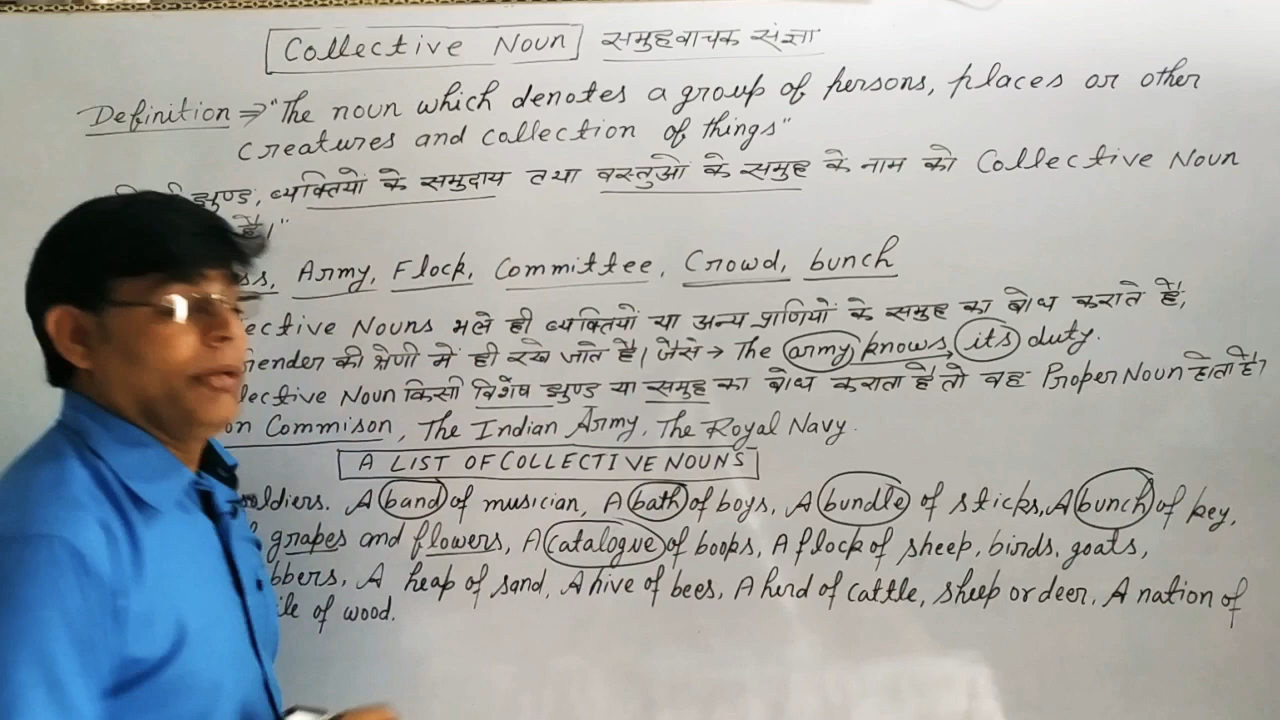 Collective Noun समुहवाचक संज्ञा
Definition ⇒ "The noun which denotes a group of persons, places or other
creatures and collection of things"
झुण्ड, व्यक्तियों के समुदाय तथा वस्तुओ के समुह के नाम को Collective Noun
है।"
ss, Army, Flock, Committee, Crowd, bunch
ective Nouns भले ही व्यक्तियों या अन्य प्राणियों के समुह का बोध कराते है,
ender की श्रेणी में ही रखे जाते है। जैसे → The army knows its duty.
lective Noun किसी विशेष झुण्ड या समुह का बोध कराता है तो वह Proper Noun होता है।
on Commison, The Indian Army, The Royal Navy.
A LIST OF COLLECTIVE NOUNS
oldiers. A band of musician, A bath of boys, A bundle of sticks, A bunch of key,
grapes and flowers, A catalogue of books, A flock of sheep, birds, goats,
bbers, A heap of sand, A hive of bees, A herd of cattle, sheep or deer, A nation of
ile of wood.